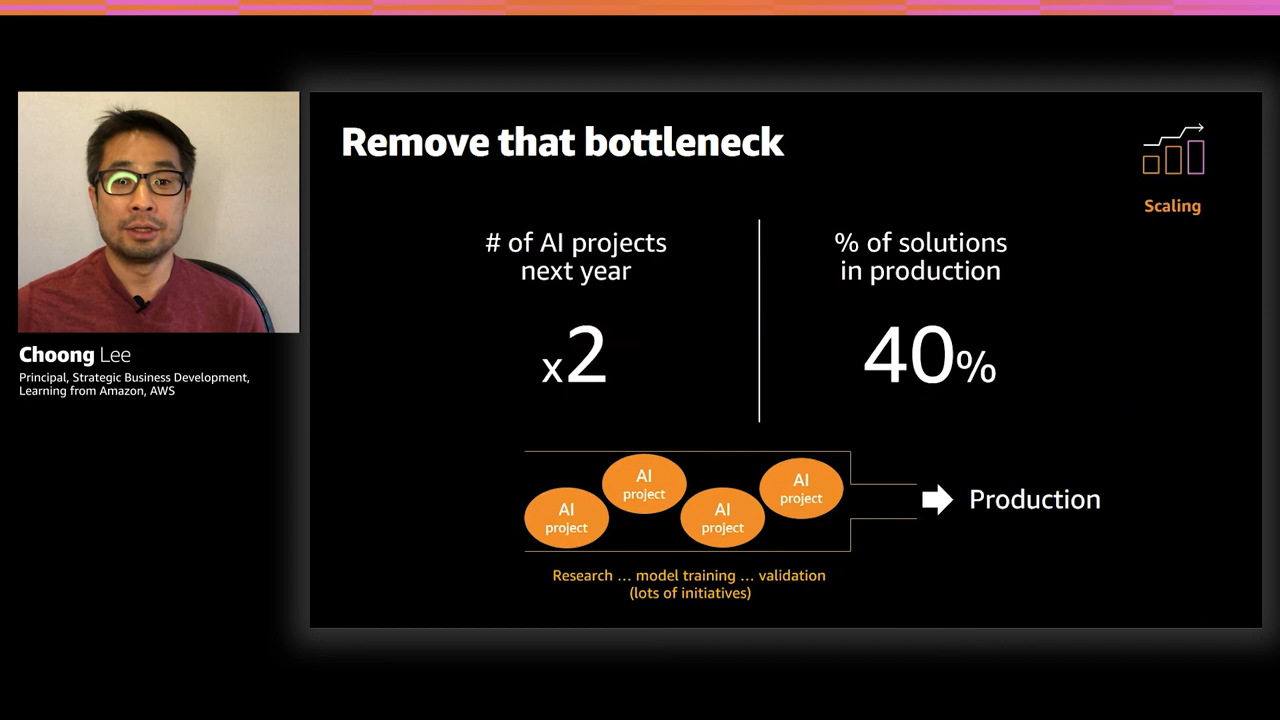 Remove that bottleneck
Scaling
# of AI projects
next year
x2
% of solutions
in production
40%
AI
project
AI
project
AI
project
AI
project
Production
Research ... model training ... validation
(lots of initiatives)
Choong Lee
Principal, Strategic Business Development,
Learning from Amazon, AWS